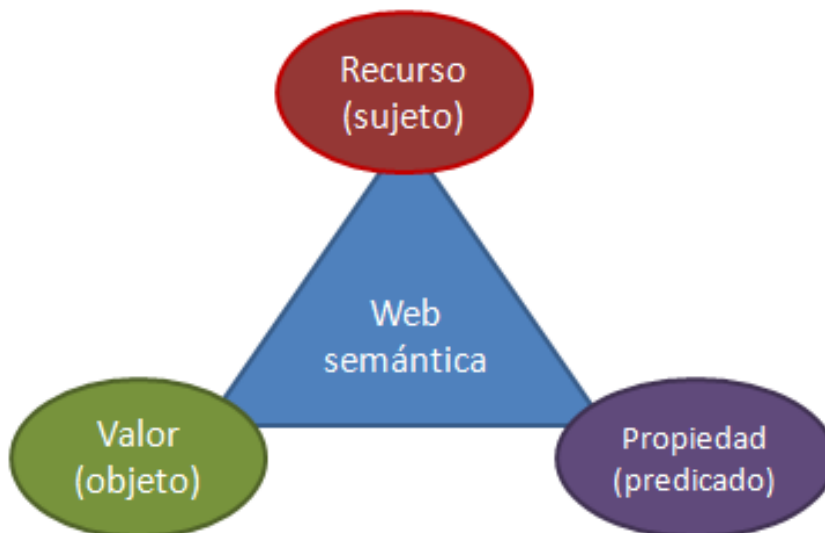 Recurso
(sujeto)
Web
semántica
Valor
(objeto)
Propiedad
(predicado)